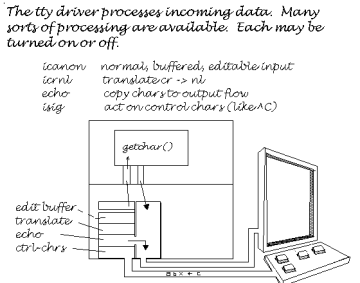 The tty driver processes incoming data. Many
sorts of processing are available. Each may be
turned on or off.
icanon normal, buffered, editable input
icrnl translate cr -> nl
echo copy chars to output flow
isig act on control chars (like ^C)
getchar()
edit buffer
translate
echo
ctrl-chrs
a b x ← c